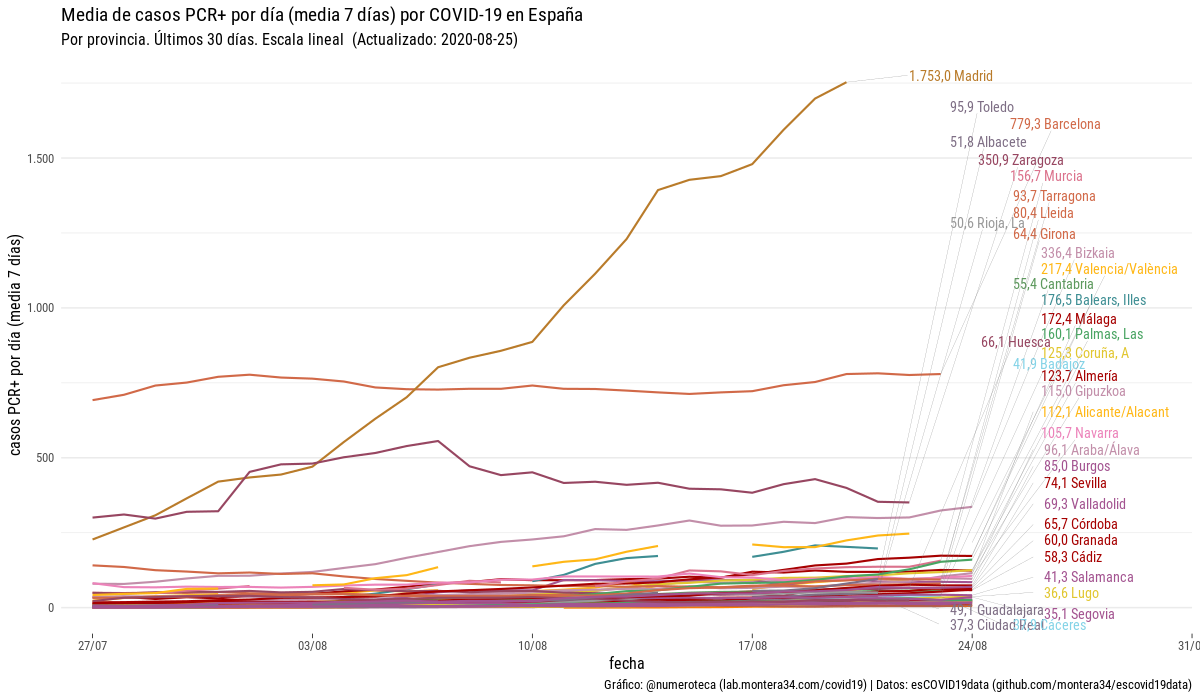 Media de casos PCR+ por día (media 7 días) por COVID-19 en España
Por provincia. Últimos 30 días. Escala lineal (Actualizado: 2020-08-25)
casos PCR+ por día (media 7 días)
1.500
1.000
500
0
1.753,0 Madrid
95,9 Toledo
779,3 Barcelona
51,8 Albacete
350,9 Zaragoza
156,7 Murcia
93,7 Tarragona
80,4 Lleida
50,6 Rioja, La
64,4 Girona
336,4 Bizkaia
217,4 Valencia/València
55,4 Cantabria
176,5 Balears, Illes
172,4 Málaga
160,1 Palmas, Las
66,1 Huesca
125,3 Coruña, A
41,9 Badajoz
123,7 Almería
115,0 Gipuzkoa
112,1 Alicante/Alacant
105,7 Navarra
96,1 Araba/Álava
85,0 Burgos
74,1 Sevilla
69,3 Valladolid
65,7 Córdoba
60,0 Granada
58,3 Cádiz
41,3 Salamanca
36,6 Lugo
49,1 Guadalajara
35,1 Segovia
37,3 Ciudad Real
Cáceres
27/07
03/08
10/08
17/08
24/08
31/0
fecha
Gráfico: @numeroteca (lab.montera34.com/covid19) | Datos: esCOVID19data (github.com/montera34/escovid19data)